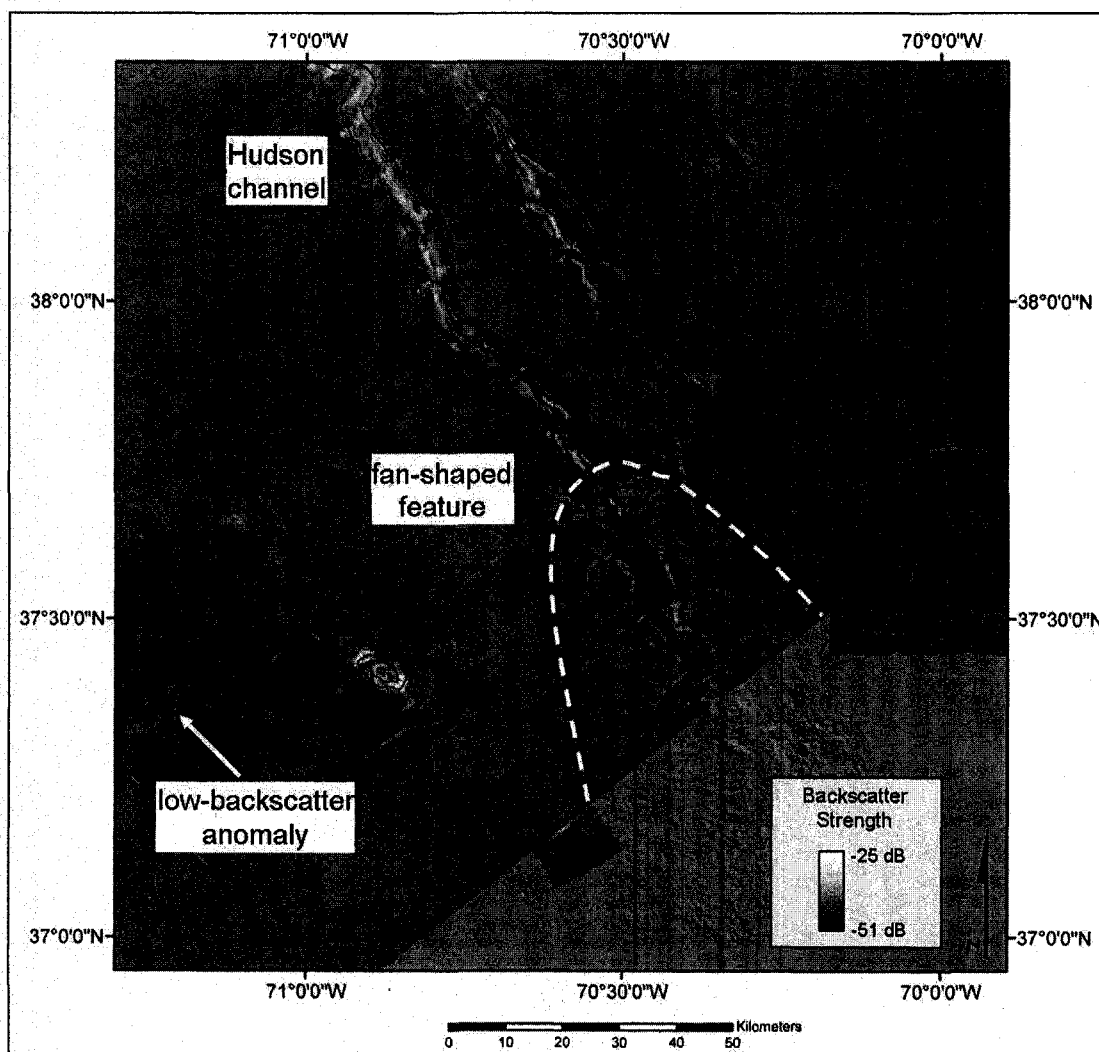 71°0'0"W 70°30'0"W 70°0'0"W
Hudson
channel
38°0'0"N 38°0'0"N
fan-shaped
feature
37°30'0"N 37°30'0"N
low-backscatter
anomaly
Backscatter
Strength
-25 dB
-51 dB
37°0'0"N 37°0'0"N
71°0'0"W 70°30'0"W 70°0'0"W
Kilometers
0 10 20 30 40 50